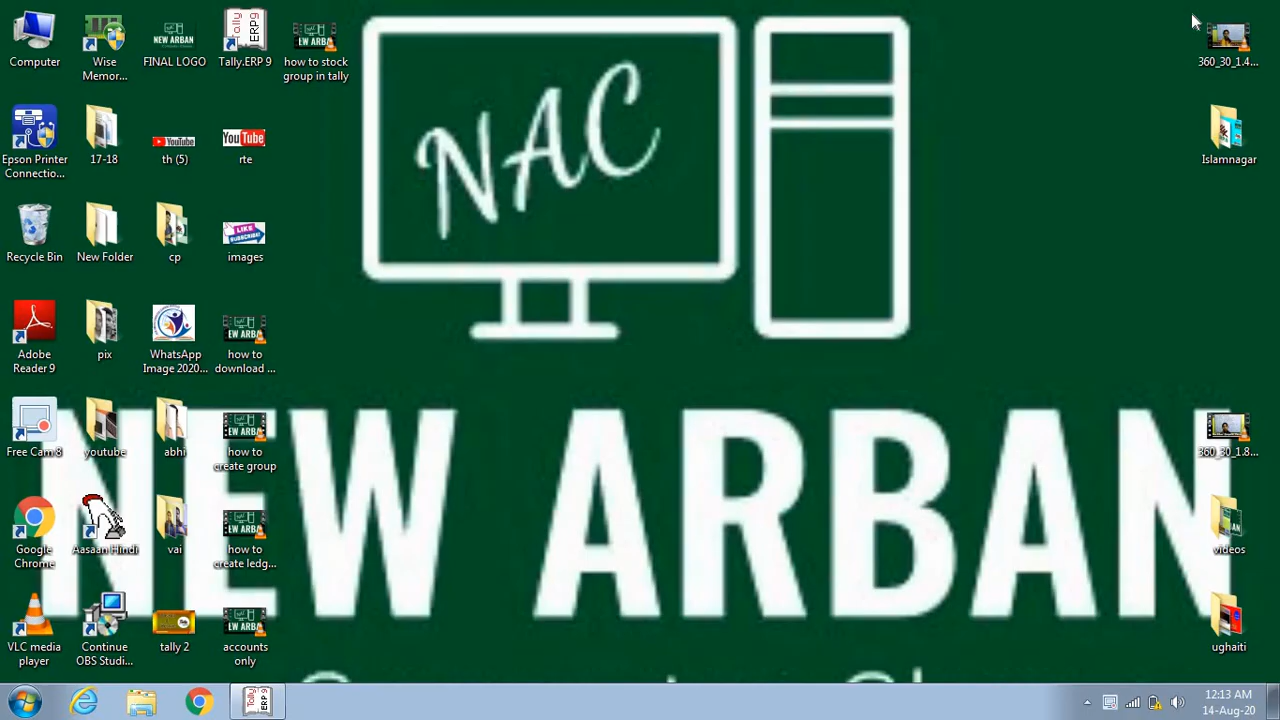 Computer
Wise
Memor...
FINAL LOGO
Tally.ERP 9
how to stock
group in tally
360_30_1.4...
Epson Printer
Connectio...
17-18
th (5)
rte
Islamnagar
Recycle Bin
New Folder
cp
images
Adobe
Reader 9
pix
WhatsApp
Image 2020...
how to
download ...
Free Cam 8
youtube
abhi
how to
create group
360_30_1.8...
Google
Chrome
Aasaan Hindi
vai
how to
create ledg...
videos
VLC media
player
Continue
OBS Studi...
tally 2
accounts
only
ughaiti
NAC
NEW ARBAN
12:13 AM
14-Aug-20